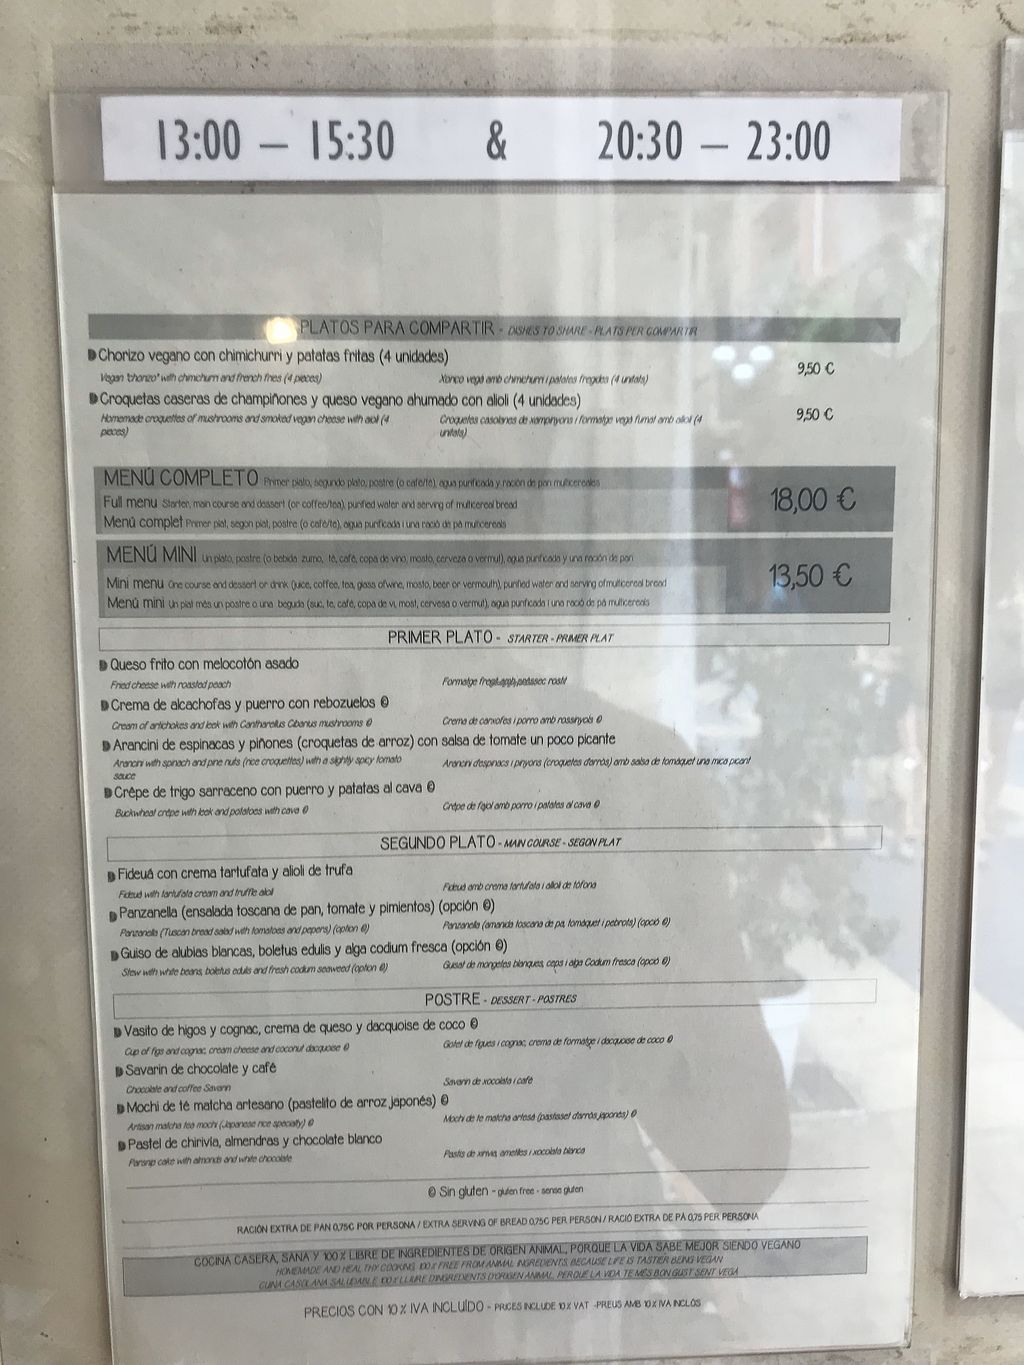 13:00 – 15:30 & 20:30 – 23:00
PLATOS PARA COMPARTIR - DISHES TO SHARE - PLATS PER COMPARTIR
Chorizo vegano con chimichurri y patatas fritas (4 unidades)
9,50 €
Vegan "chorizo" with chimichurri and french fries (4 pieces)
Xoriço vegà amb chimichurri i patates fregides (4 unitats)
Croquetas caseras de champiñones y queso vegano ahumado con alioli (4 unidades)
9,50 €
Homemade croquettes of mushrooms and smoked vegan cheese with aioli (4
pieces)
Croquetes casolanes de xampinyons i formatge vegà fumat amb allioli (4
unitats)
MENÚ COMPLETO Primer plato, segundo plato, postre (o café/té), agua purificada y ración de pan multicereales
Full menu Starter, main course and dessert (or coffee/tea), purified water and serving of multicereal bread
Menú complet Primer plat, segon plat, postre (o café/te), aigua purificada i una ració de pà multicereals
18,00 €
MENÚ MINI Un plato, postre (o bebida: zumo, té, café, copa de vino, mosto, cerveza o vermut), agua purificada y una ración de pan
Mini menu One course and dessert or drink (juice, coffee, tea, glass of wine, mosto, beer or vermouth), purified water and serving of multicereal bread
Menú mini Un plat més un postre o una beguda (suc, te, café, copa de vi, most, cervesa o vermut), aigua purificada i una ració de pà multicereals
13,50 €
PRIMER PLATO - STARTER - PRIMER PLAT
Queso frito con melocotón asado
Fried cheese with roasted peach
Formatge fregit amb préssec rostit
Crema de alcachofas y puerro con rebozuelos
Cream of artichokes and leek with Cantharellus Cibarius mushrooms
Crema de carxofes i porro amb rossinyols
Arancini de espinacas y piñones (croquetas de arroz) con salsa de tomate un poco picante
Arancini with spinach and pine nuts (rice croquettes) with a slightly spicy tomato
sauce
Arancini d'espinacs i pinyons (croquetes d'arròs) amb salsa de tomàquet una mica picant
Crêpe de trigo sarraceno con puerro y patatas al cava
Buckwheat crêpe with leek and potatoes with cava
Crêpe de fajol amb porro i patates al cava
SEGUNDO PLATO - MAIN COURSE - SEGON PLAT
Fideuá con crema tartufata y alioli de trufa
Fideuá with tartufata cream and truffle alioli
Fideuà amb crema tartufata i allioli de tòfona
Panzanella (ensalada toscana de pan, tomate y pimientos) (opción)
Panzanella (Tuscan bread salad with tomatoes and pepers) (option)
Panzanella (amanida toscana de pa, tomàquet i pebrots) (opció)
Guiso de alubias blancas, boletus edulis y alga codium fresca (opción)
Stew with white beans, boletus edulis and fresh codium seaweed (option)
Guisat de mongetes blanques, ceps i alga Codium fresca (opció)
POSTRE - DESSERT - POSTRES
Vasito de higos y cognac, crema de queso y dacquoise de coco
Cup of figs and cognac, cream cheese and coconut dacquoise
Gotet de figues i cognac, crema de formatge i dacquoise de coco
Savarin de chocolate y café
Chocolate and coffee Savarin
Savarin de xocolata i café
Mochi de té matcha artesano (pastelito de arroz japonés)
Artisan matcha tea mochi (Japanese rice specialty)
Mochi de te matcha artesà (pastisset d'arròs japonès)
Pastel de chirivía, almendras y chocolate blanco
Parsnip cake with almonds and white chocolate
Pastís de xirivia, ametlles i xocolata blanca
Sin gluten - gluten free - sense gluten
RACIÓN EXTRA DE PAN 0,75€ POR PERSONA / EXTRA SERVING OF BREAD 0,75€ PER PERSON / RACIÓ EXTRA DE PÀ 0,75 PER PERSONA
COCINA CASERA, SANA Y 100% LIBRE DE INGREDIENTES DE ORIGEN ANIMAL, PORQUE LA VIDA SABE MEJOR SIENDO VEGANO
HOMEMADE AND HEALTHY COOKING. 100% FREE FROM ANIMAL INGREDIENTS, BECAUSE LIFE IS TASTIER BEING VEGAN
CUINA CASOLANA SALUDABLE 100% LLIURE D'INGREDIENTS D'ORIGEN ANIMAL, PERQUÈ LA VIDA TE MÉS BON GUST SENT VEGÀ
PRECIOS CON 10% IVA INCLUÍDO - PRICES INCLUDE 10% VAT - PREUS AMB 10% IVA INCLÒS